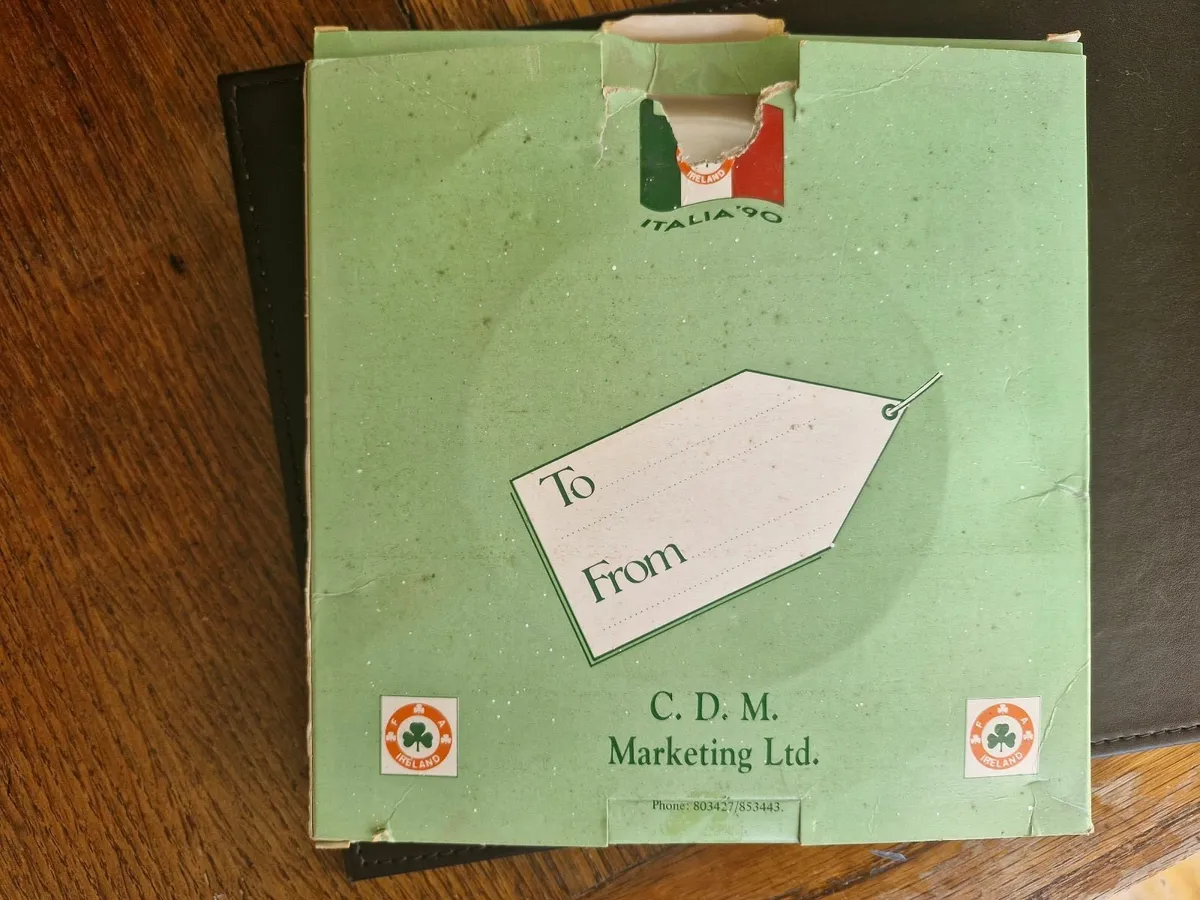 IRELAND
ITALIA '90
To
From
C. D. M.
Marketing Ltd.
F A
IRELAND
F A
IRELAND
Phone: 803427/853443.